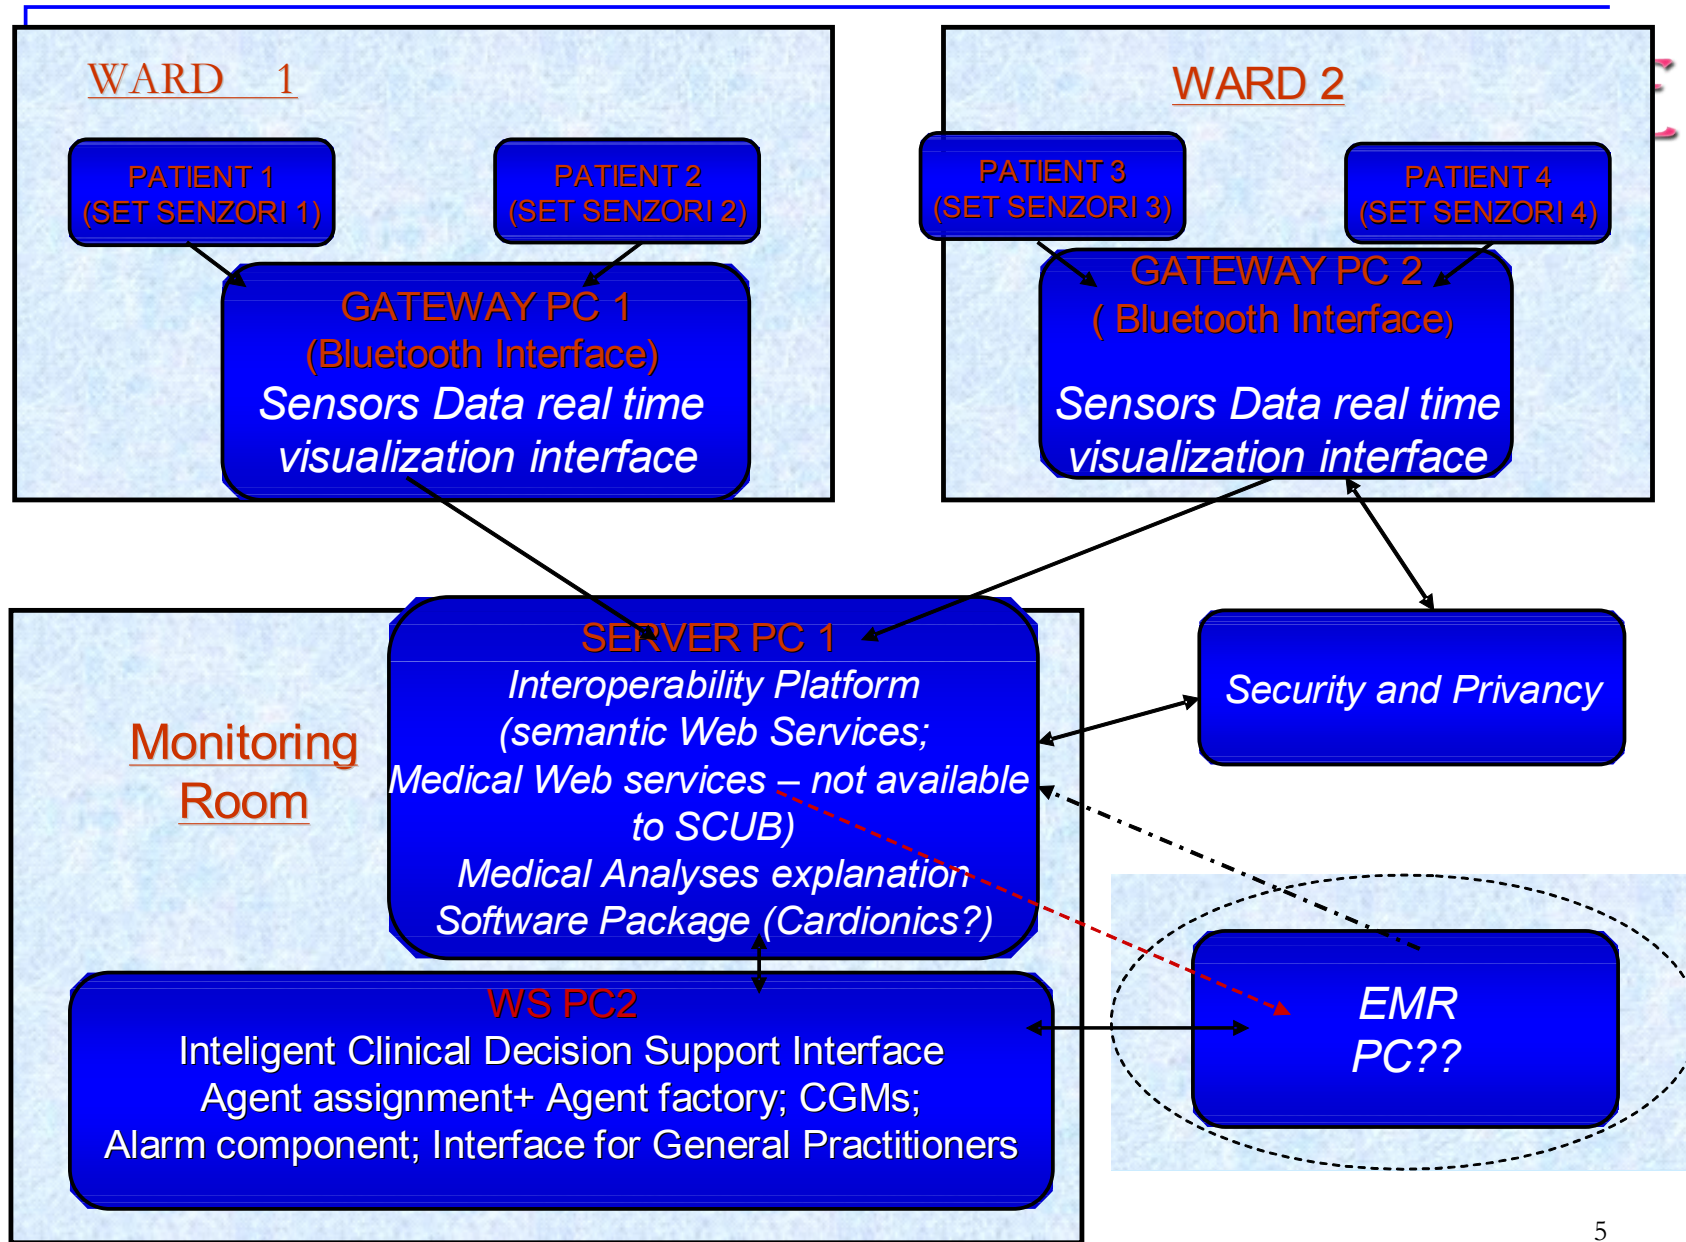 WARD 1
PATIENT 1
(SET SENZORI 1)
PATIENT 2
(SET SENZORI 2)
GATEWAY PC 1
(Bluetooth Interface)
Sensors Data real time
visualization interface
WARD 2
PATIENT 3
(SET SENZORI 3)
PATIENT 4
(SET SENZORI 4)
GATEWAY PC 2
( Bluetooth Interface)
Sensors Data real time
visualization interface
Monitoring
Room
SERVER PC 1
Interoperability Platform
(semantic Web Services;
Medical Web services – not available
to SCUB)
Medical Analyses explanation
Software Package (Cardionics?)
Security and Privancy
WS PC2
Inteligent Clinical Decision Support Interface
Agent assignment+ Agent factory; CGMs;
Alarm component; Interface for General Practitioners
EMR
PC??
5